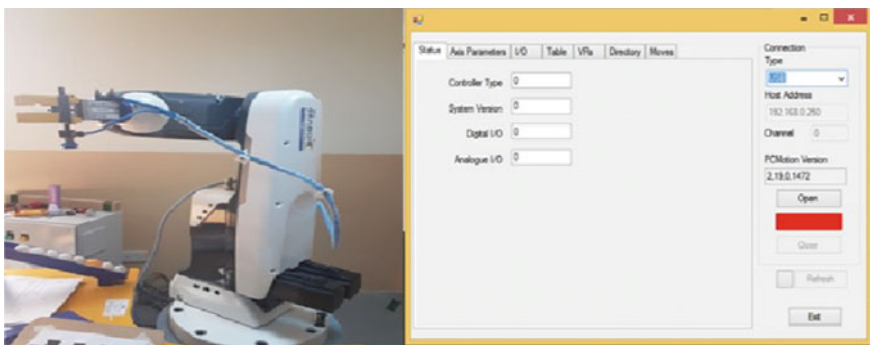 Status Axis Parameters I/O Table VRs Directory Moves
Controller Type 0
System Version 0
Digital I/O 0
Analogue I/O 0
Connection
Type
Host Address
192.168.0.250
Channel 0
PCMotion Version
2.19.0.1472
Open
Close
Refresh
Exit